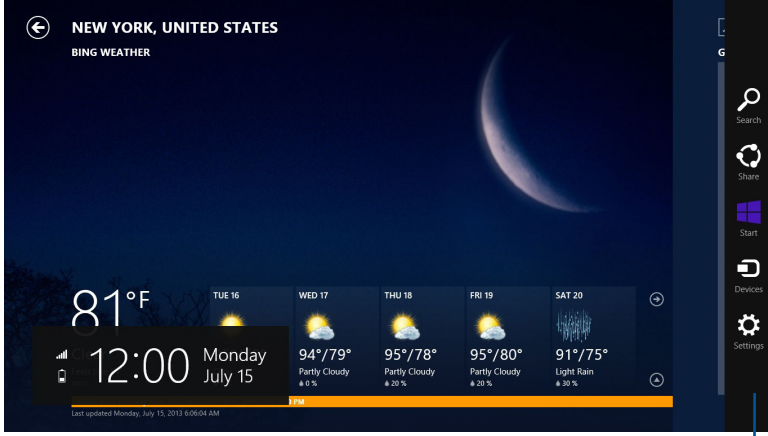 NEW YORK, UNITED STATES
BING WEATHER
G
Search
Share
Start
Devices
Settings
81°F
TUE 16
WED 17
94°/79°
Partly Cloudy
0 %
THU 18
95°/78°
Partly Cloudy
20 %
FRI 19
95°/80°
Partly Cloudy
20 %
SAT 20
91°/75°
Light Rain
30 %
12:00
Monday
July 15
PM
Last updated Monday, July 15, 2013 6:06:04 AM